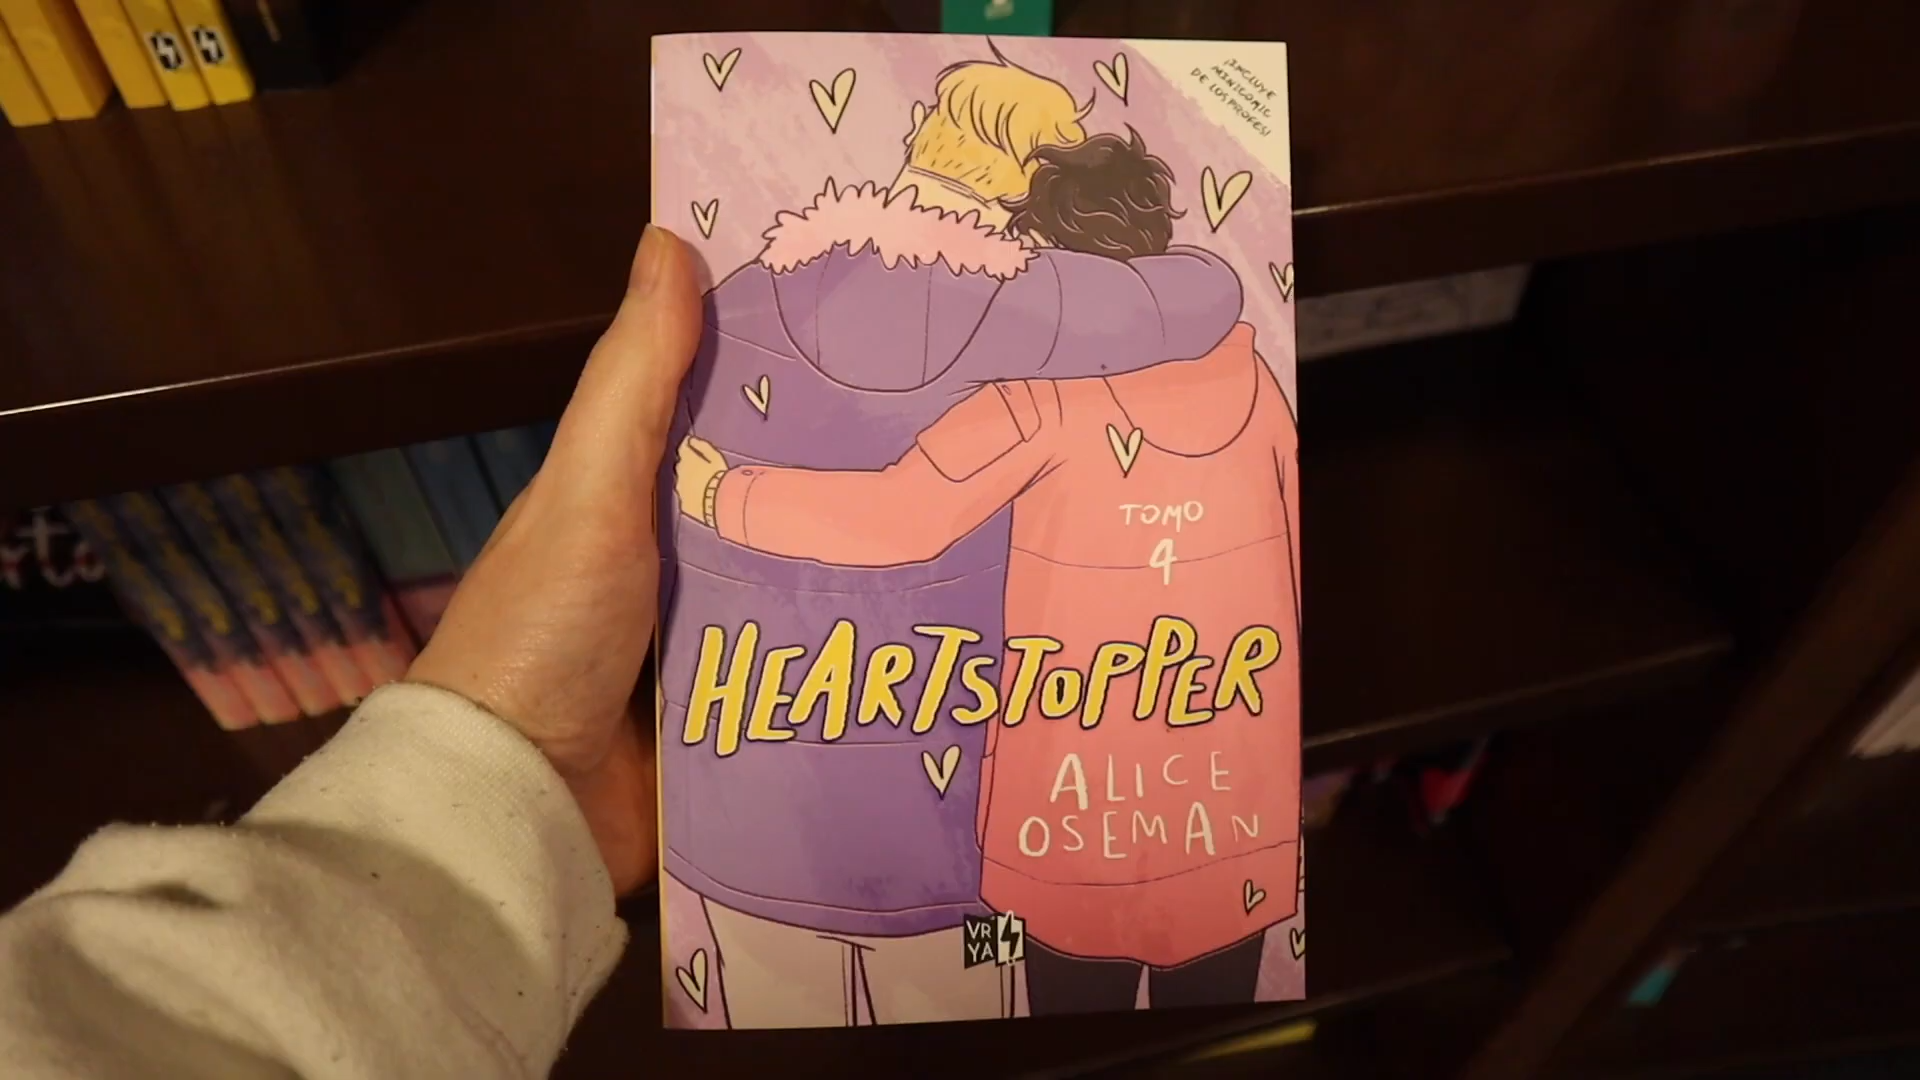 ¡INCLUYE
MINICOMIC
DE LOS PROFES!
TOMO
4
HEARTSTOPPER
ALICE
OSEMAN
VR
YA